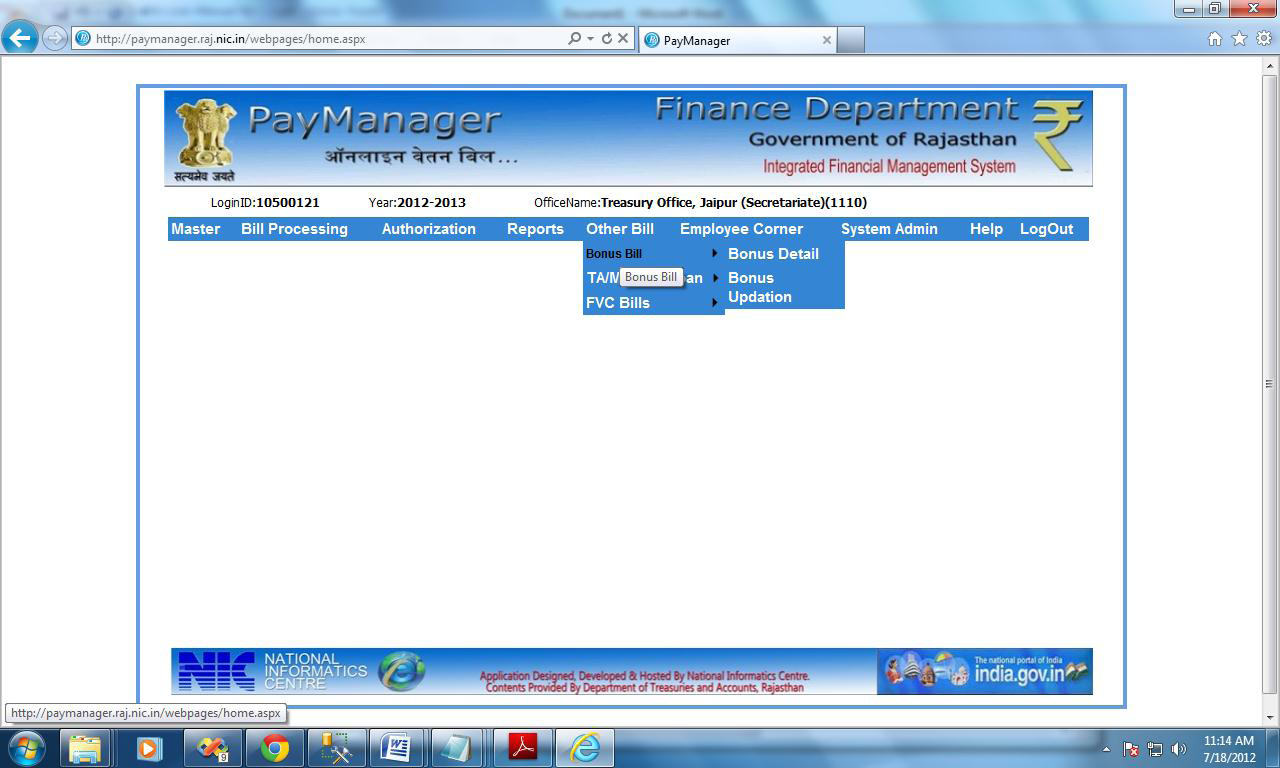 http://paymanager.raj.nic.in/webpages/home.aspx
PayManager
PayManager
ऑनलाइन वेतन बिल...
सत्यमेव जयते
Finance Department
Government of Rajasthan
Integrated Financial Management System
LoginID:10500121 Year:2012-2013 OfficeName:Treasury Office, Jaipur (Secretariate)(1110)
Master Bill Processing Authorization Reports Other Bill Employee Corner System Admin Help LogOut
Bonus Bill Bonus Detail
Bonus Bill
Bonus
Updation
FVC Bills
NIC NATIONAL
INFORMATICS
CENTRE
Application Designed, Developed & Hosted By National Informatics Centre.
Contents Provided By Department of Treasuries and Accounts, Rajasthan
The national portal of India
india.gov.in
http://paymanager.raj.nic.in/webpages/home.aspx
9
11:14 AM
7/18/2012